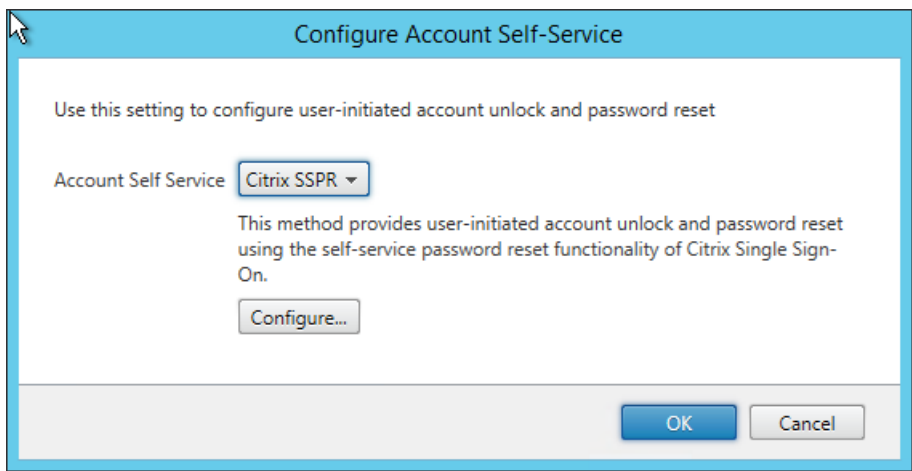 Configure Account Self-Service
Use this setting to configure user-initiated account unlock and password reset
Account Self Service Citrix SSPR
This method provides user-initiated account unlock and password reset
using the self-service password reset functionality of Citrix Single Sign-
On.
Configure...
OK Cancel